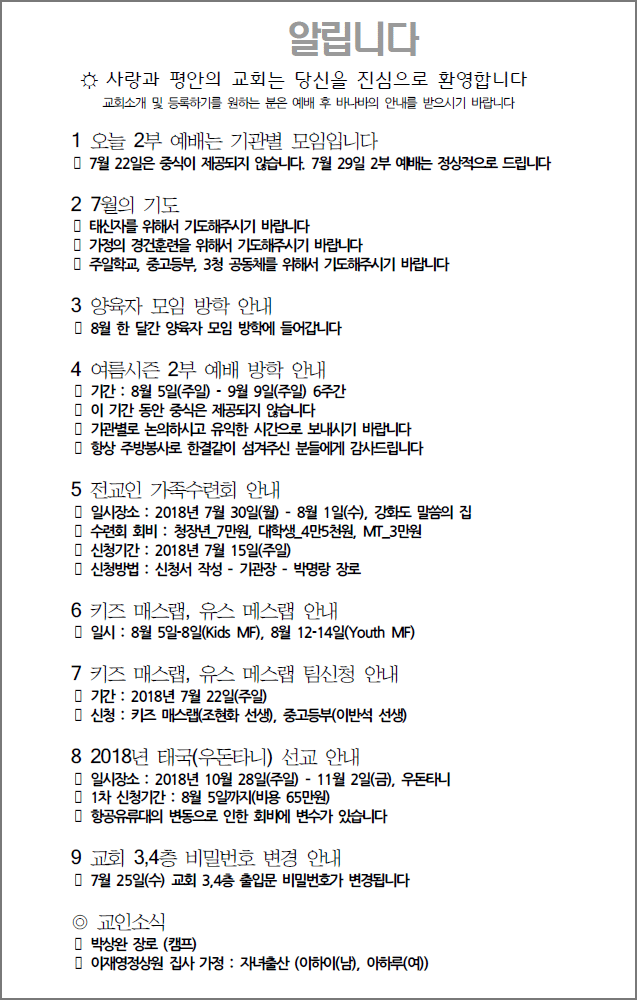 알립니다
☼ 사랑과 평안의 교회는 당신을 진심으로 환영합니다
교회소개 및 등록하기를 원하는 분은 예배 후 바나바의 안내를 받으시기 바랍니다
1 오늘 2부 예배는 기관별 모임입니다
▯ 7월 22일은 중식이 제공되지 않습니다. 7월 29일 2부 예배는 정상적으로 드립니다
2 7월의 기도
▯ 태신자를 위해서 기도해주시기 바랍니다
▯ 가정의 경건훈련을 위해서 기도해주시기 바랍니다
▯ 주일학교, 중고등부, 3청 공동체를 위해서 기도해주시기 바랍니다
3 양육자 모임 방학 안내
▯ 8월 한 달간 양육자 모임 방학에 들어갑니다
4 여름시즌 2부 예배 방학 안내
▯ 기간 : 8월 5일(주일) - 9월 9일(주일) 6주간
▯ 이 기간 동안 중식은 제공되지 않습니다
▯ 기관별로 논의하시고 유익한 시간으로 보내시기 바랍니다
▯ 항상 주방봉사로 한결같이 섬겨주신 분들에게 감사드립니다
5 전교인 가족수련회 안내
▯ 일시장소 : 2018년 7월 30일(월) - 8월 1일(수), 강화도 말씀의 집
▯ 수련회 회비 : 청장년_7만원, 대학생_4만5천원, MT_3만원
▯ 신청기간 : 2018년 7월 15일(주일)
▯ 신청방법 : 신청서 작성 - 기관장 - 박명랑 장로
6 키즈 매스랩, 유스 메스랩 안내
▯ 일시 : 8월 5일-8일(Kids MF), 8월 12-14일(Youth MF)
7 키즈 매스랩, 유스 메스랩 팀신청 안내
▯ 기간 : 2018년 7월 22일(주일)
▯ 신청 : 키즈 매스랩(조현화 선생), 중고등부(이반석 선생)
8 2018년 태국(우돈타니) 선교 안내
▯ 일시장소 : 2018년 10월 28일(주일) - 11월 2일(금), 우돈타니
▯ 1차 신청기간 : 8월 5일까지(비용 65만원)
▯ 항공유류대의 변동으로 인한 회비에 변수가 있습니다
9 교회 3,4층 비밀번호 변경 안내
▯ 7월 25일(수) 교회 3,4층 출입문 비밀번호가 변경됩니다
◎ 교인소식
▯ 박상완 장로 (캠프)
▯ 이재영정상원 집사 가정 : 자녀출산 (이하이(남), 이하루(여))